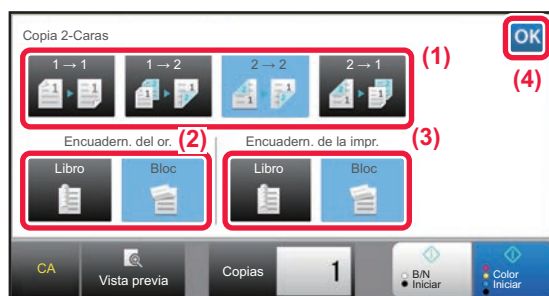 Copia 2-Caras
OK
1 → 1
1 → 2
2 → 2
2 → 1
(1)
(4)
Encuadern. del or.
(2)
Encuadern. de la impr.
(3)
Libro
Bloc
Libro
Bloc
CA
Vista previa
Copias
1
B/N
Iniciar
Color
Iniciar